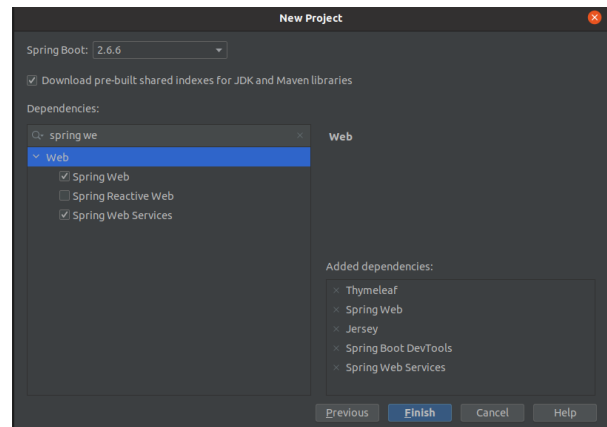 New Project
Spring Boot: 2.6.6
Download pre-built shared indexes for JDK and Maven libraries
Dependencies:
spring we
Web
Spring Web
Spring Reactive Web
Spring Web Services
Web
Added dependencies:
Thymeleaf
Spring Web
Jersey
Spring Boot DevTools
Spring Web Services
Previous Finish Cancel Help